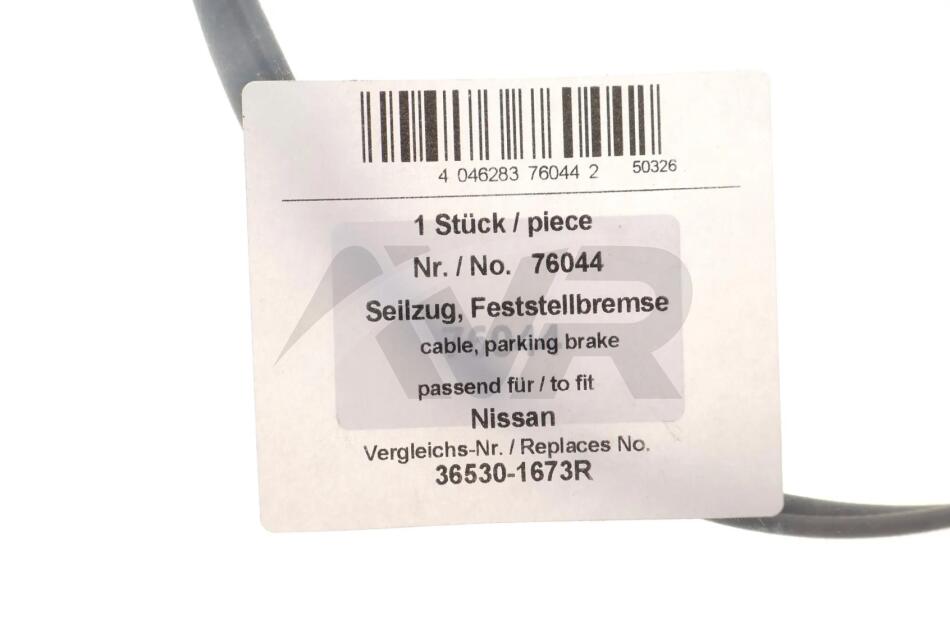 4 046283 76044 2 50326
1 Stück / piece
Nr. / No. 76044
Seilzug, Feststellbremse
76044
cable, parking brake
passend für / to fit
Nissan
Vergleichs-Nr. / Replaces No.
36530-1673R